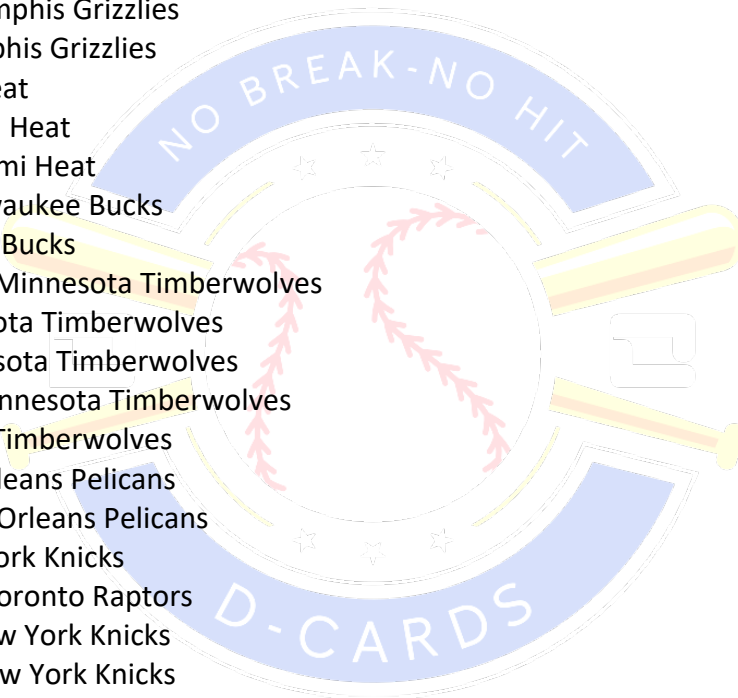 mphis Grizzlies
phis Grizzlies
eat
Heat
mi Heat
vaukee Bucks
Bucks
Minnesota Timberwolves
ota Timberwolves
sota Timberwolves
nnesota Timberwolves
Timberwolves
leans Pelicans
Orleans Pelicans
ork Knicks
oronto Raptors
w York Knicks
w York Knicks
NO BREAK-NO HIT
D-CARDS